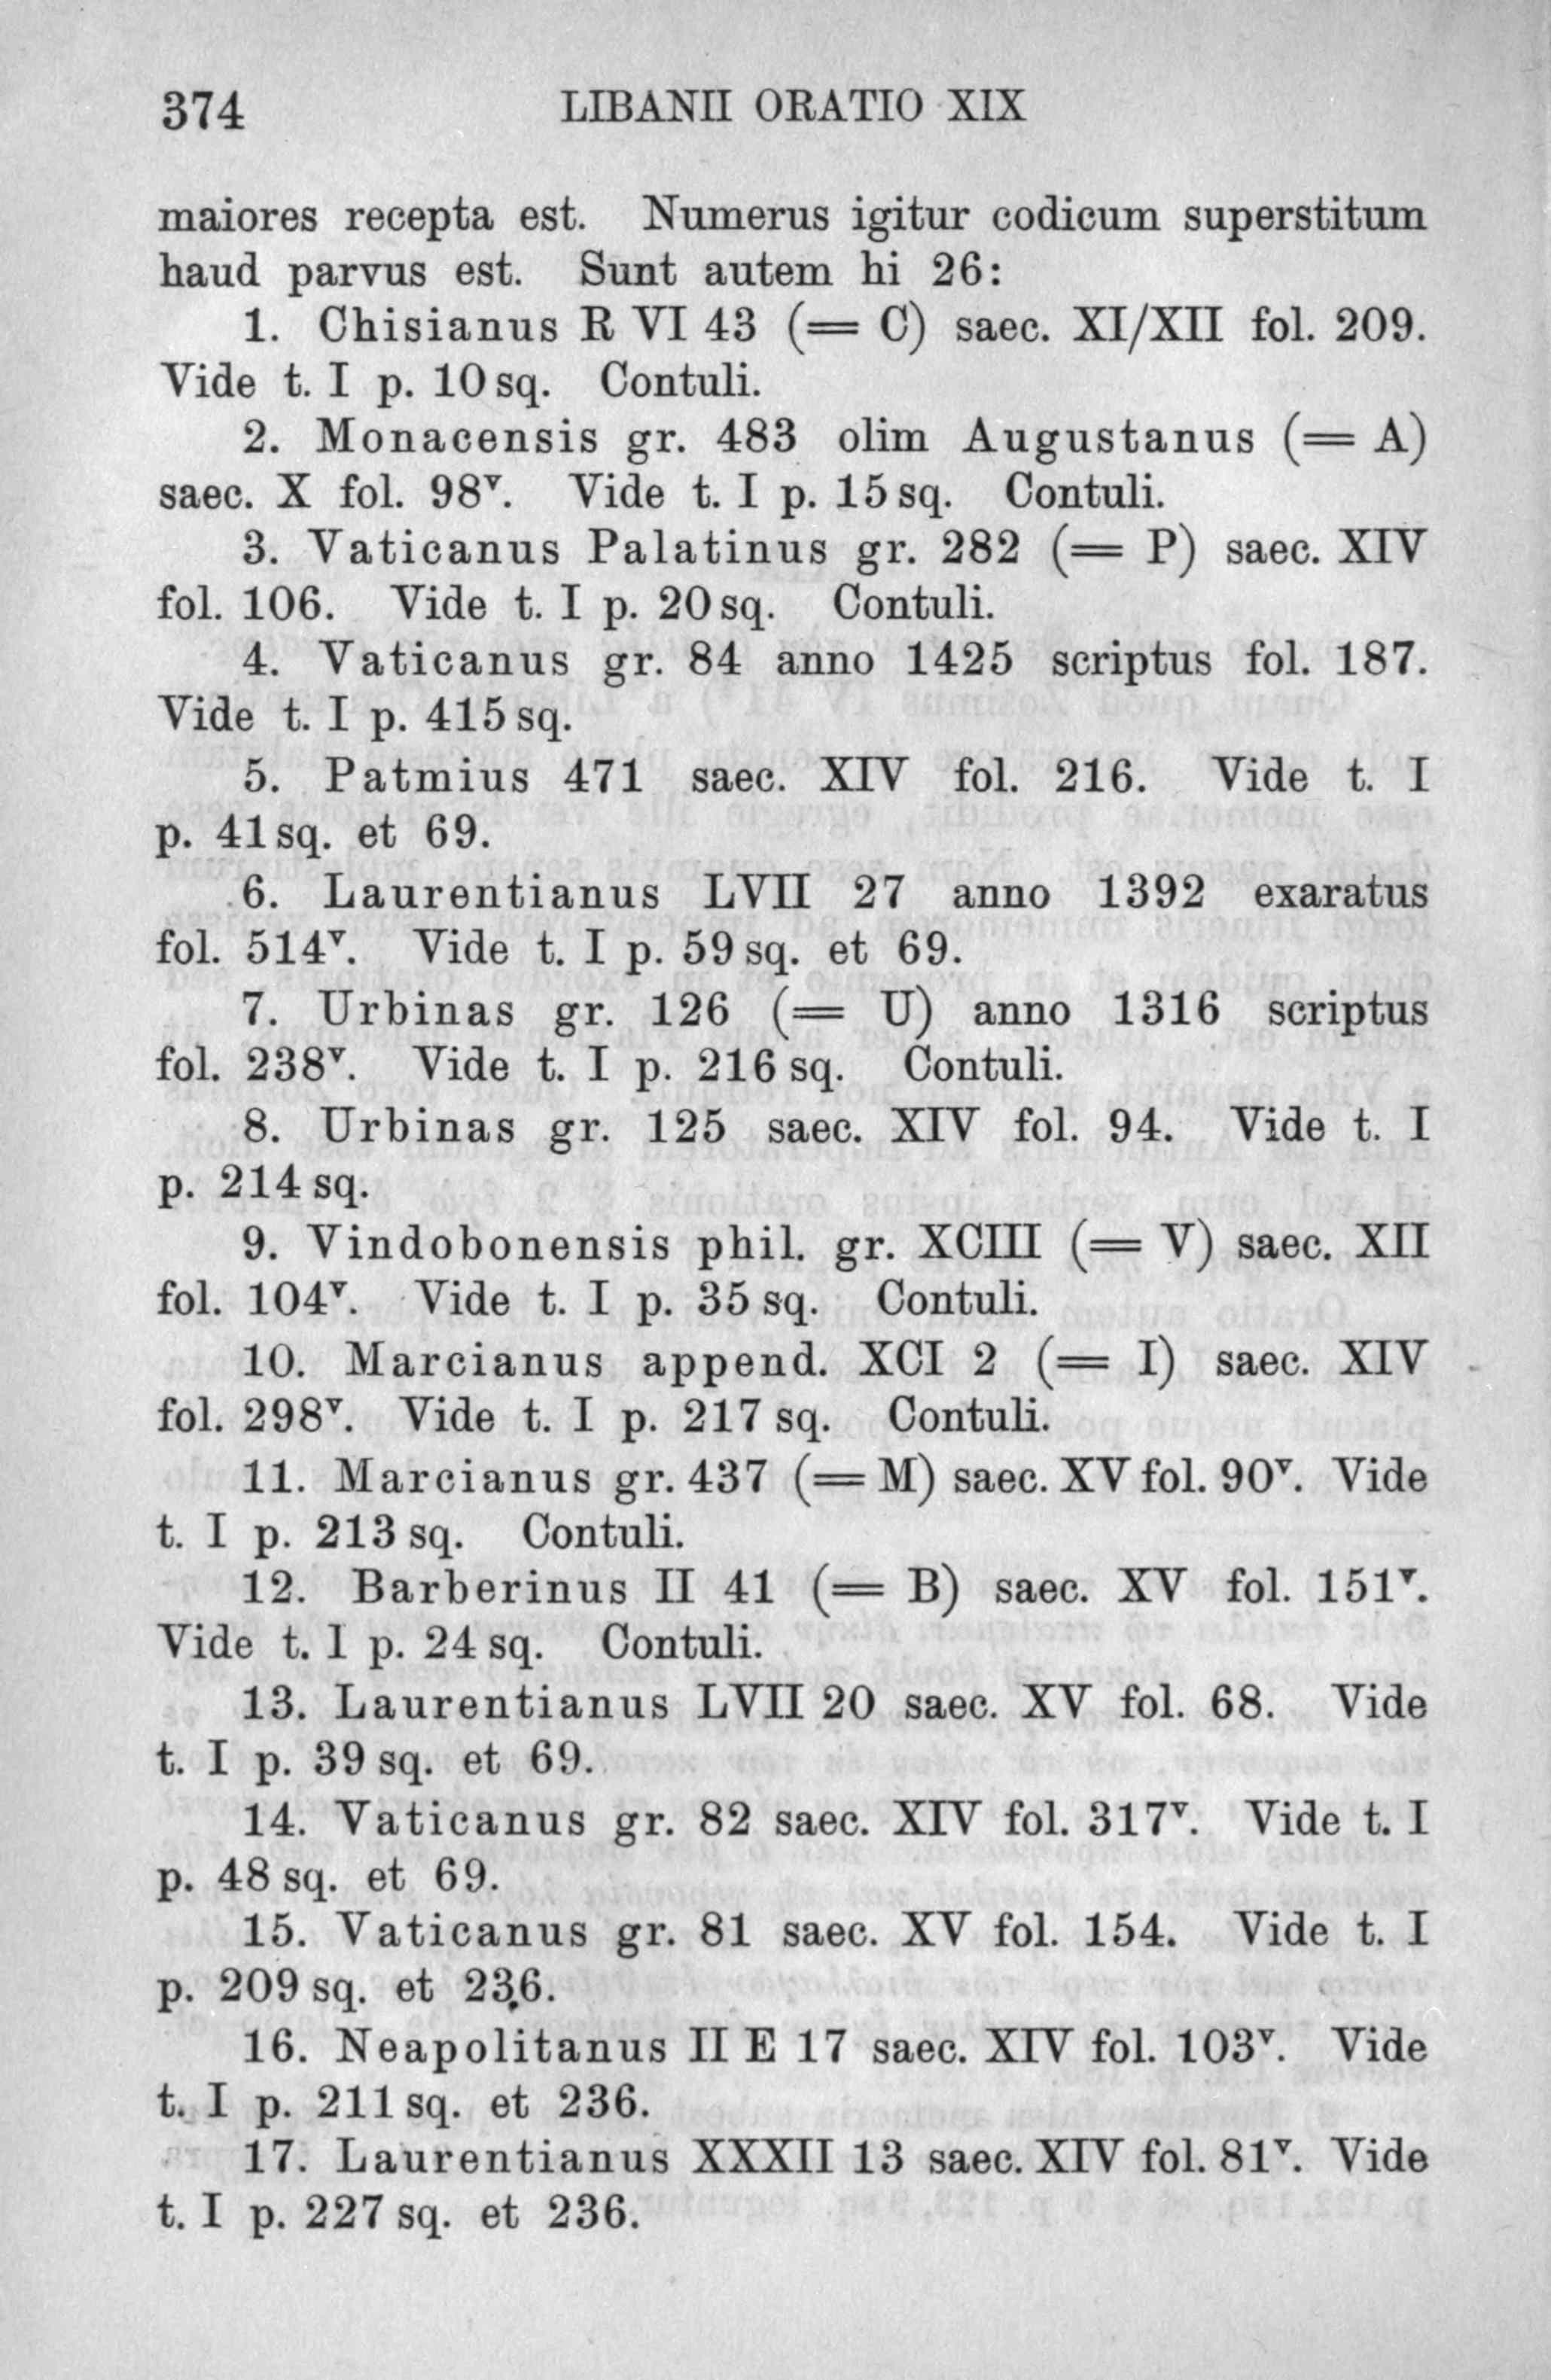 374 LIBANII ORATIO XIX
maiores recepta est. Numerus igitur codicum superstitum
haud parvus est. Sunt autem hi 26:
1. Chisianus R VI 43 (= C) saec. XI/XII fol. 209.
Vide t. I p. 10 sq. Contuli.
2. Monacensis gr. 483 olim Augustanus (= A)
saec. X fol. 98ᵛ. Vide t. I p. 15 sq. Contuli.
3. Vaticanus Palatinus gr. 282 (= P) saec. XIV
fol. 106. Vide t. I p. 20 sq. Contuli.
4. Vaticanus gr. 84 anno 1425 scriptus fol. 187.
Vide t. I p. 415 sq.
5. Patmius 471 saec. XIV fol. 216. Vide t. I
p. 41 sq. et 69.
6. Laurentianus LVII 27 anno 1392 exaratus
fol. 514ᵛ. Vide t. I p. 59 sq. et 69.
7. Urbinas gr. 126 (= U) anno 1316 scriptus
fol. 238ᵛ. Vide t. I p. 216 sq. Contuli.
8. Urbinas gr. 125 saec. XIV fol. 94. Vide t. I
p. 214 sq.
9. Vindobonensis phil. gr. XCIII (= V) saec. XII
fol. 104ᵛ. Vide t. I p. 35 sq. Contuli.
10. Marcianus append. XCI 2 (= I) saec. XIV
fol. 298ᵛ. Vide t. I p. 217 sq. Contuli.
11. Marcianus gr. 437 (= M) saec. XV fol. 90ᵛ. Vide
t. I p. 213 sq. Contuli.
12. Barberinus II 41 (= B) saec. XV fol. 151ᵛ.
Vide t. I p. 24 sq. Contuli.
13. Laurentianus LVII 20 saec. XV fol. 68. Vide
t. I p. 39 sq. et 69.
14. Vaticanus gr. 82 saec. XIV fol. 317ᵛ. Vide t. I
p. 48 sq. et 69.
15. Vaticanus gr. 81 saec. XV fol. 154. Vide t. I
p. 209 sq. et 236.
16. Neapolitanus II E 17 saec. XIV fol. 103ᵛ. Vide
t. I p. 211 sq. et 236.
17. Laurentianus XXXII 13 saec. XIV fol. 81ᵛ. Vide
t. I p. 227 sq. et 236.